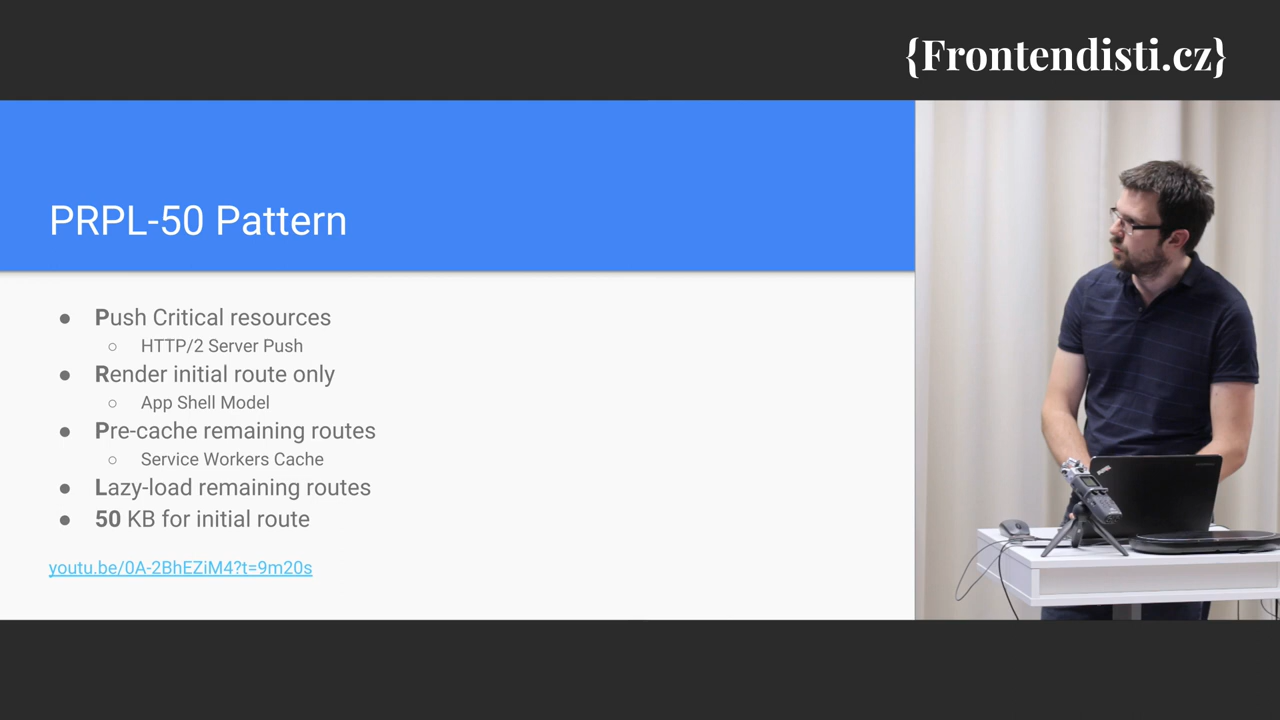 {Frontendisti.cz}
PRPL-50 Pattern
● Push Critical resources
○ HTTP/2 Server Push
● Render initial route only
○ App Shell Model
● Pre-cache remaining routes
○ Service Workers Cache
● Lazy-load remaining routes
● 50 KB for initial route
youtu.be/0A-2BhEZiM4?t=9m20s